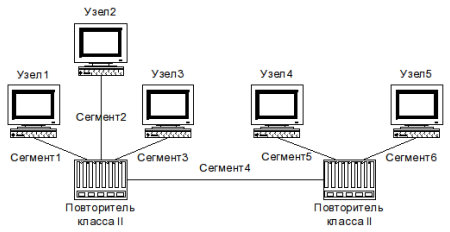 Узел2
Узел1
Узел3
Узел4
Узел5
Сегмент2
Сегмент1
Сегмент3
Сегмент4
Сегмент5
Сегмент6
Повторитель
класса II
Повторитель
класса II